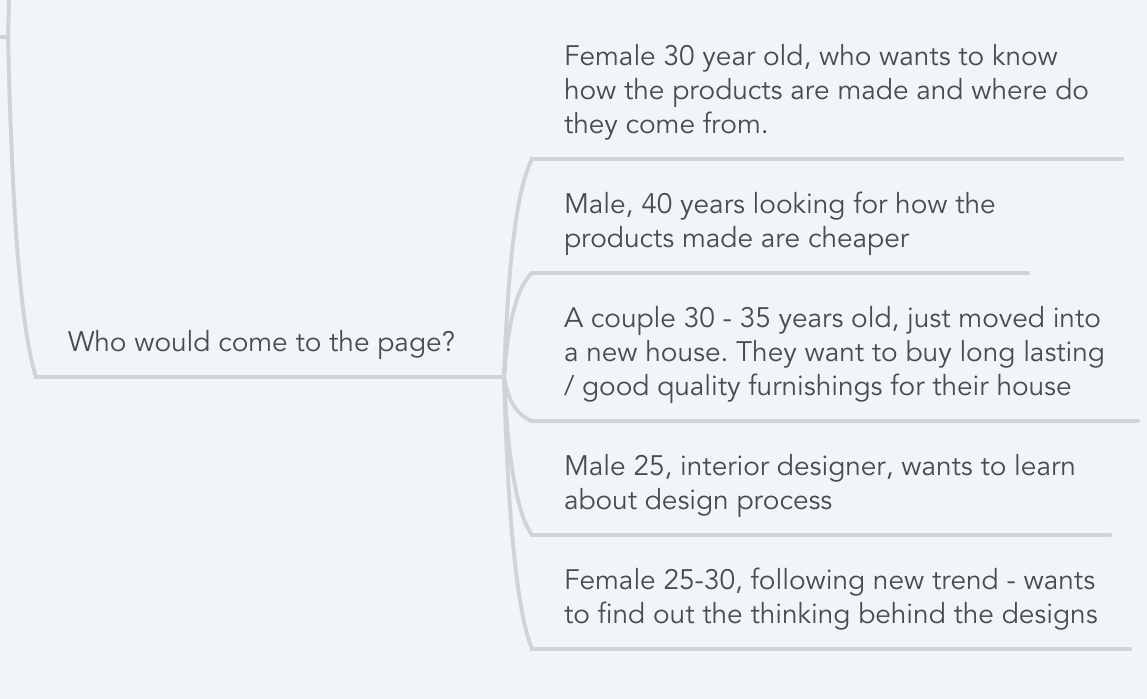 Female 30 year old, who wants to know
how the products are made and where do
they come from.
Male, 40 years looking for how the
products made are cheaper
A couple 30 - 35 years old, just moved into
a new house. They want to buy long lasting
/ good quality furnishings for their house
Who would come to the page?
Male 25, interior designer, wants to learn
about design process
Female 25-30, following new trend - wants
to find out the thinking behind the designs